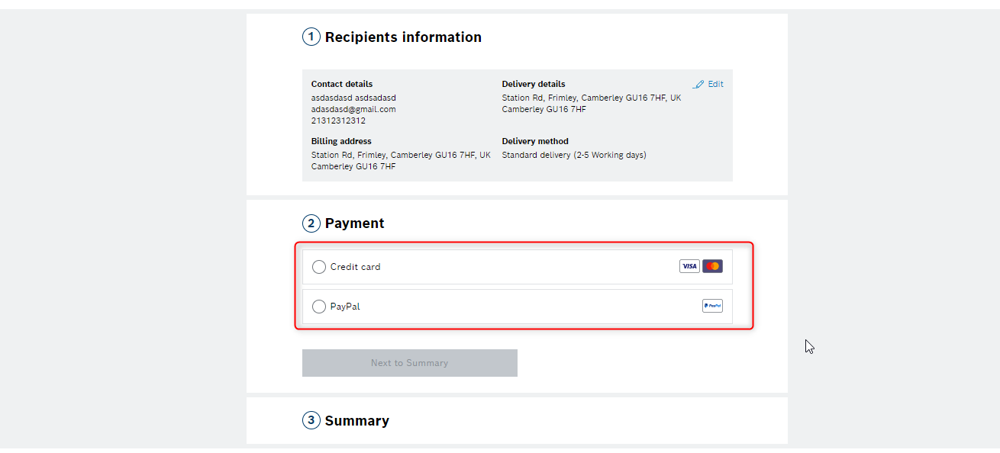 1 Recipients information
Contact details
asdasdasd asdsadasd
adasdasd@gmail.com
21312312312
Delivery details
Station Rd, Frimley, Camberley GU16 7HF, UK
Camberley GU16 7HF
Edit
Billing address
Station Rd, Frimley, Camberley GU16 7HF, UK
Camberley GU16 7HF
Delivery method
Standard delivery (2-5 Working days)
2 Payment
Credit card
VISA
PayPal
PayPal
Next to Summary
3 Summary